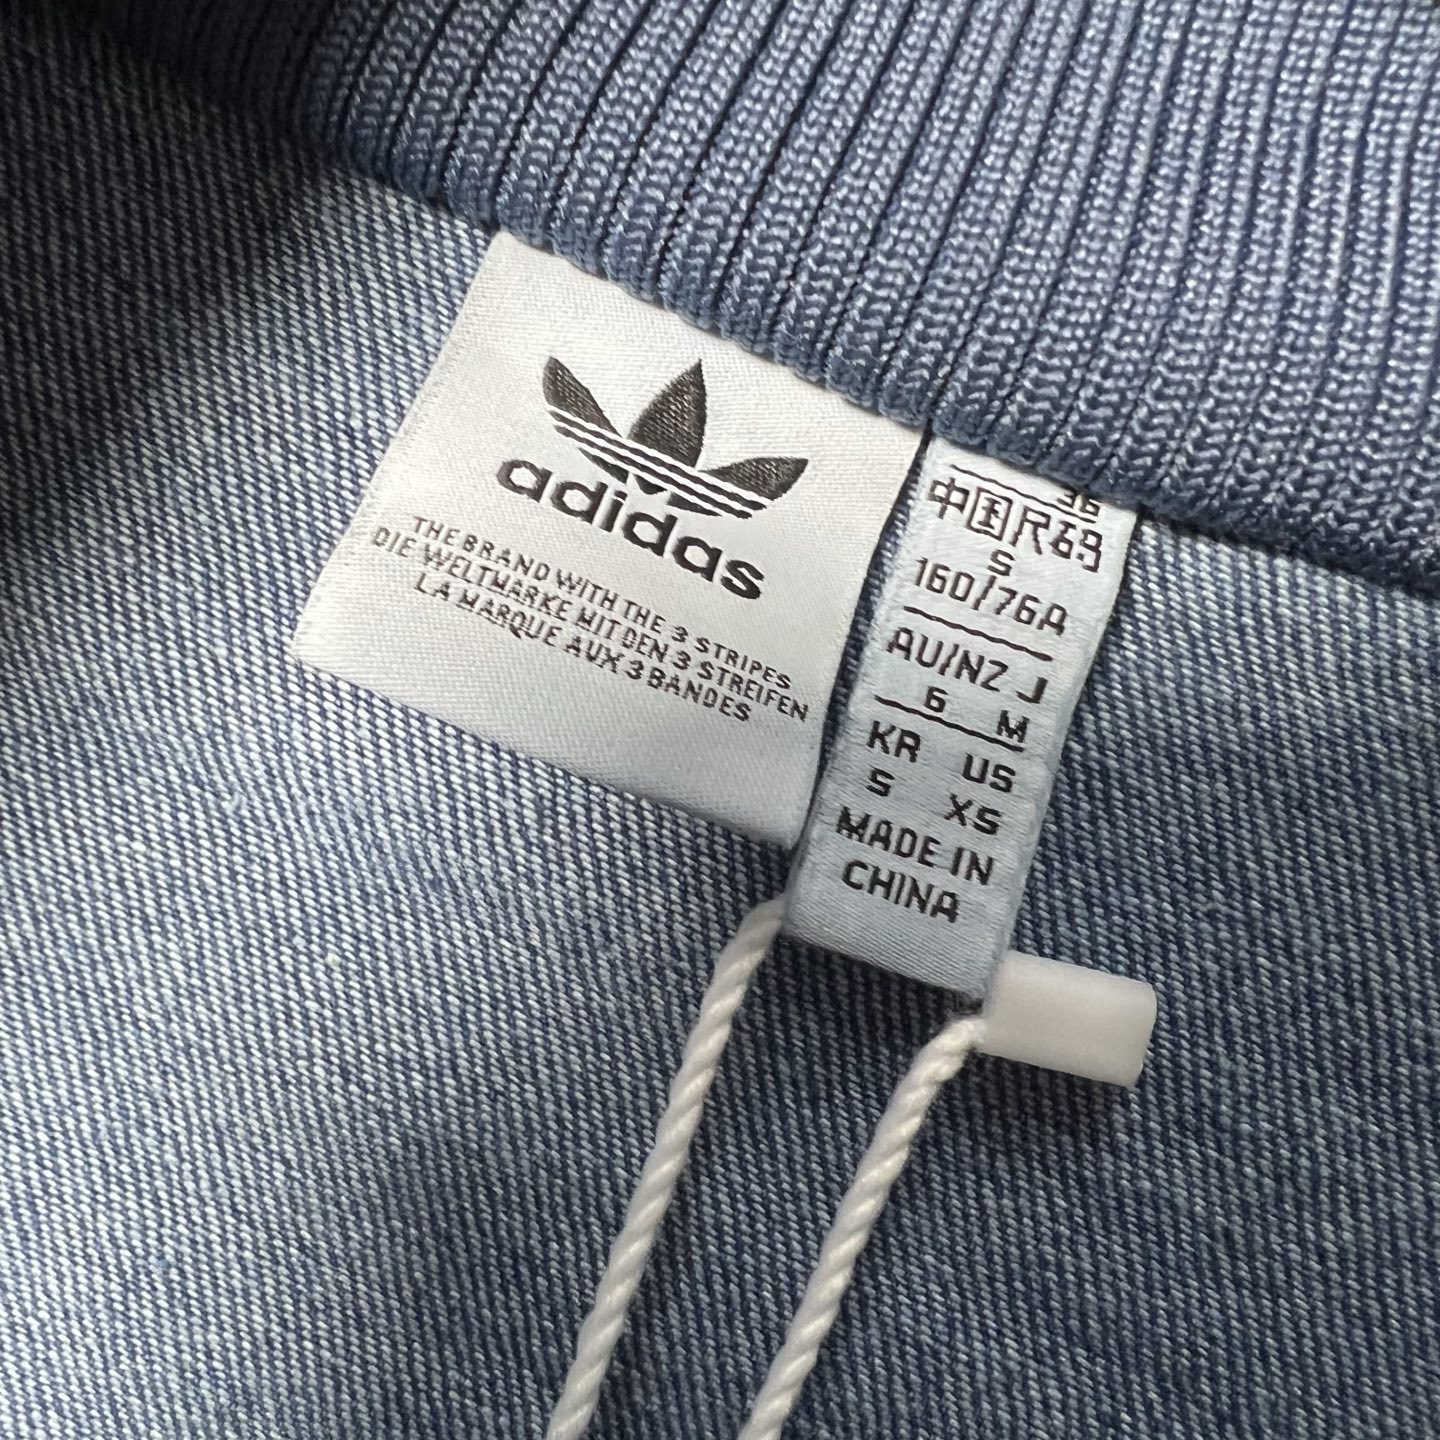 adidas
THE BRAND WITH THE 3 STRIPES
DIE WELTMARKE MIT DEN 3 STREIFEN
LA MARQUE AUX 3 BANDES
36
中国尺码
S
160/76A
AU/NZ J
6 M
KR US
S XS
MADE IN
CHINA